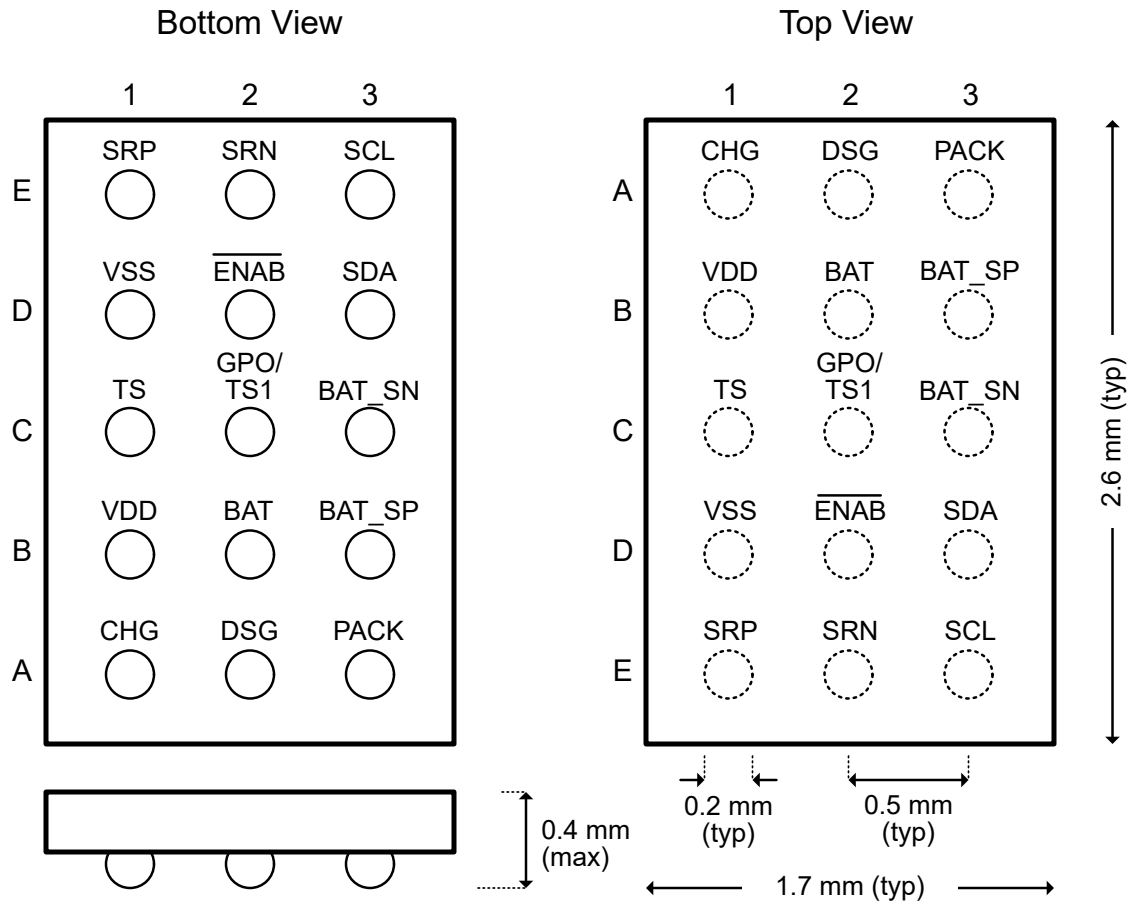 Bottom View
1 2 3
SRP SRN SCL
E
VSS ENAB SDA
D
GPO/
TS TS1 BAT_SN
C
VDD BAT BAT_SP
B
CHG DSG PACK
A
0.4 mm
(max)
Top View
1 2 3
CHG DSG PACK
A
VDD BAT BAT_SP
B
GPO/
TS TS1 BAT_SN
C
VSS ENAB SDA
D
SRP SRN SCL
E
2.6 mm (typ)
0.2 mm 0.5 mm
(typ) (typ)
1.7 mm (typ)